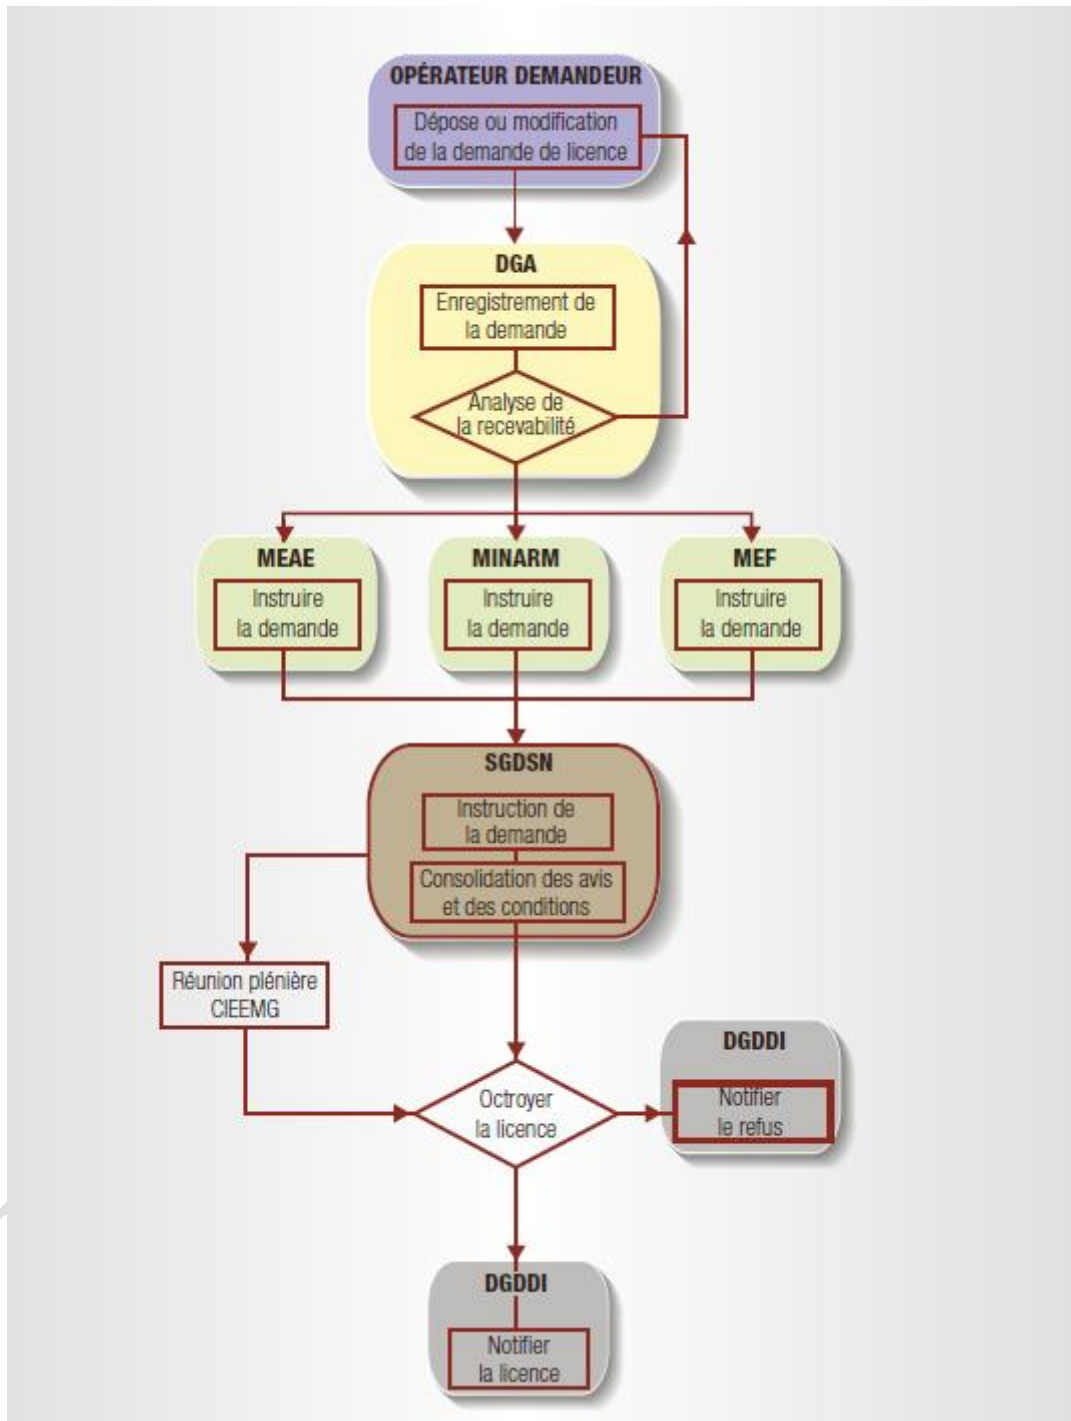 OPÉRATEUR DEMANDEUR
Dépose ou modification
de la demande de licence
DGA
Enregistrement de
la demande
Analyse de
la recevabilité
MEAE
Instruire
la demande
MINARM
Instruire
la demande
MEF
Instruire
la demande
SGDSN
Instruction de
la demande
Consolidation des avis
et des conditions
Réunion plénière
CIEEMG
Octroyer
la licence
DGDDI
Notifier
le refus
DGDDI
Notifier
la licence